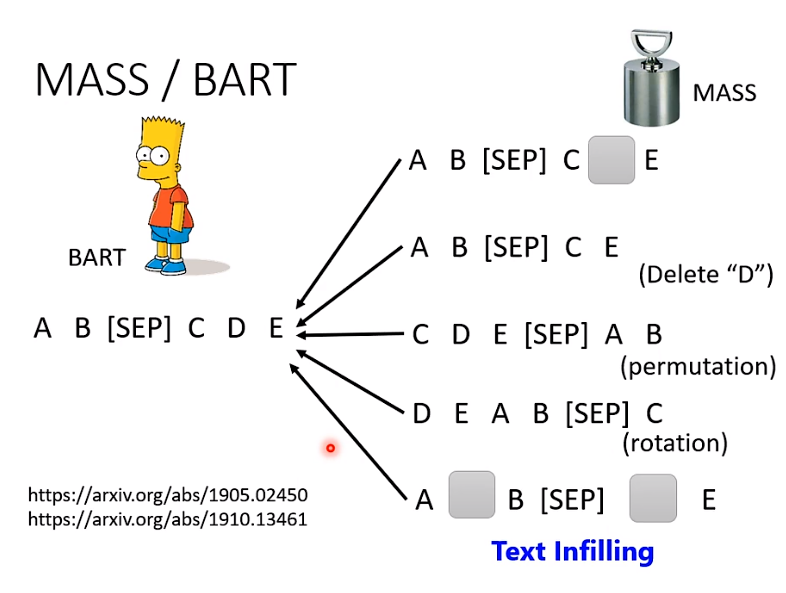 MASS / BART
MASS
A B [SEP] C E
A B [SEP] C E
(Delete “D”)
BART
A B [SEP] C D E
C D E [SEP] A B
(permutation)
D E A B [SEP] C
(rotation)
A B [SEP] E
Text Infilling
https://arxiv.org/abs/1905.02450
https://arxiv.org/abs/1910.13461